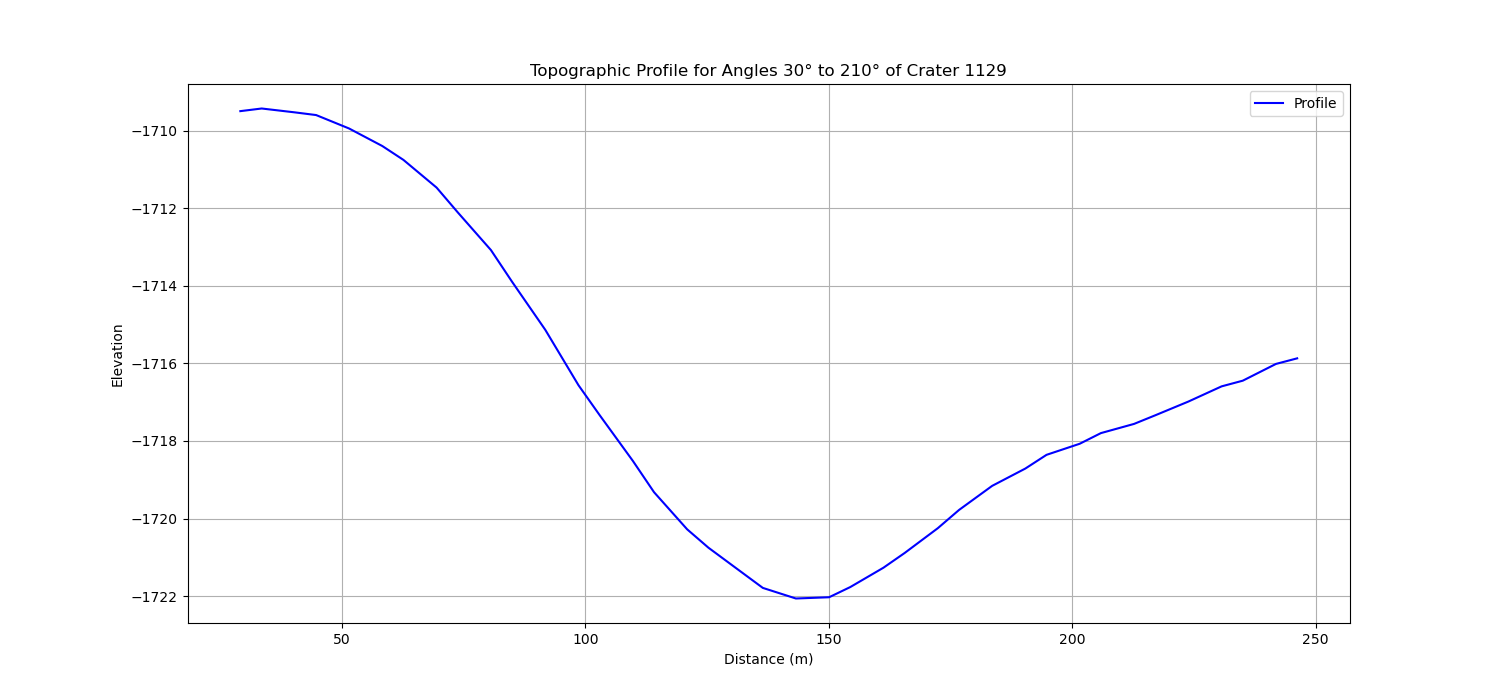 Topographic Profile for Angles 30° to 210° of Crater 1129
Profile
Elevation
−1710
−1712
−1714
−1716
−1718
−1720
−1722
50 100 150 200 250
Distance (m)